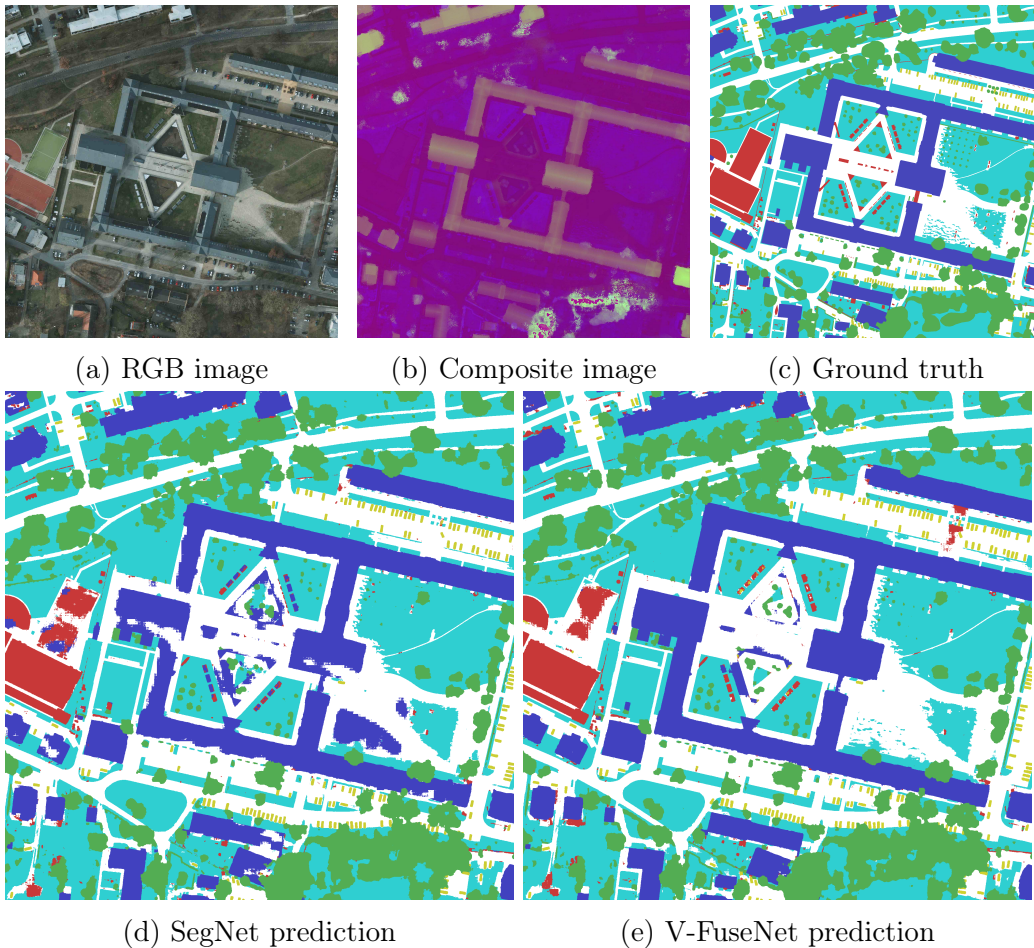 (a) RGB image
(b) Composite image
(c) Ground truth
(d) SegNet prediction
(e) V-FuseNet prediction